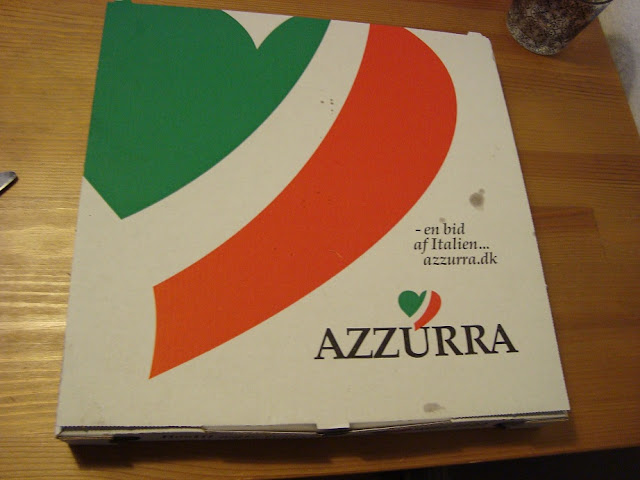 - en bid
af Italien...
azzurra.dk
AZZURRA